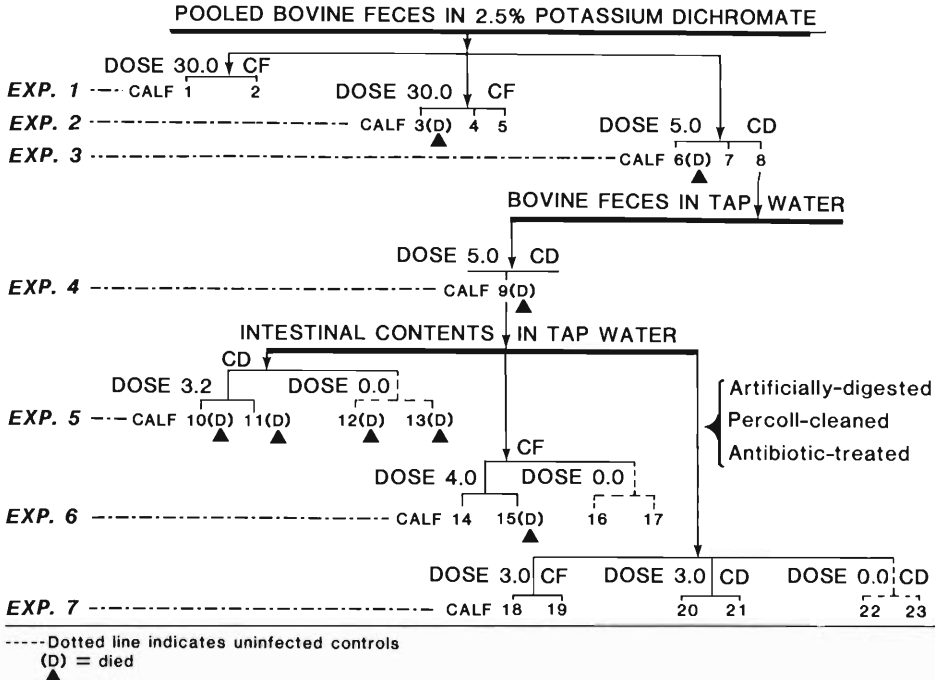 POOLED BOVINE FECES IN 2.5% POTASSIUM DICHROMATE
DOSE 30.0 CF
EXP. 1 CALF 1 2
DOSE 30.0 CF
EXP. 2 CALF 3(D) 4 5
DOSE 5.0 CD
EXP. 3 CALF 6(D) 7 8
BOVINE FECES IN TAP WATER
DOSE 5.0 CD
EXP. 4 CALF 9(D)
INTESTINAL CONTENTS IN TAP WATER
CD
DOSE 3.2 DOSE 0.0
EXP. 5 CALF 10(D) 11(D) 12(D) 13(D)
Artificially-digested
Percoll-cleaned
Antibiotic-treated
CF
DOSE 4.0 DOSE 0.0
EXP. 6 CALF 14 15(D) 16 17
DOSE 3.0 CF DOSE 3.0 CD DOSE 0.0 CD
EXP. 7 CALF 18 19 20 21 22 23
-----Dotted line indicates uninfected controls
(D) = died